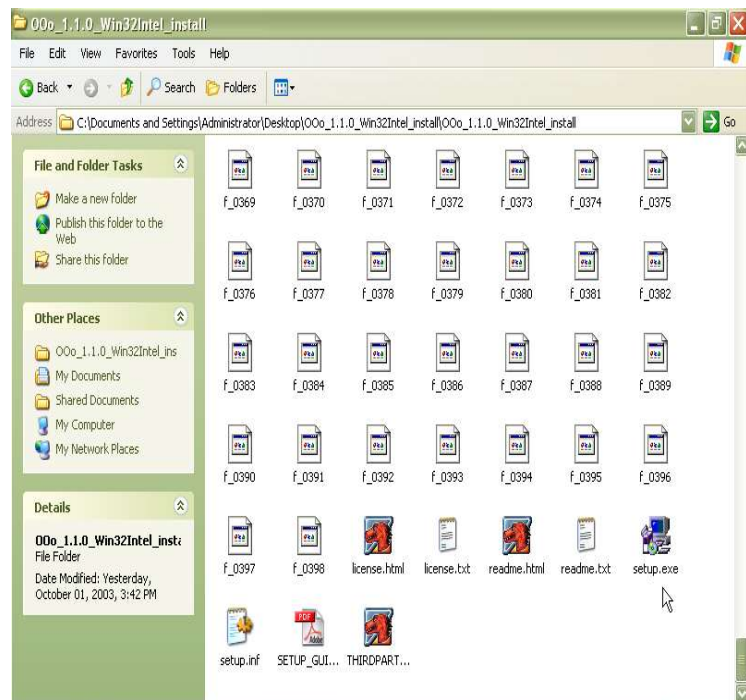 OOo_1.1.0_Win32Intel_install
File Edit View Favorites Tools Help
Back Search Folders
Address C:\Documents and Settings\Administrator\Desktop\OOo_1.1.0_Win32Intel_install\OOo_1.1.0_Win32Intel_install Go
File and Folder Tasks
Make a new folder
Publish this folder to the
Web
Share this folder
Other Places
OOo_1.1.0_Win32Intel_ins
My Documents
Shared Documents
My Computer
My Network Places
Details
OOo_1.1.0_Win32Intel_insta
File Folder
Date Modified: Yesterday,
October 01, 2003, 3:42 PM
f_0369 f_0370 f_0371 f_0372 f_0373 f_0374 f_0375
f_0376 f_0377 f_0378 f_0379 f_0380 f_0381 f_0382
f_0383 f_0384 f_0385 f_0386 f_0387 f_0388 f_0389
f_0390 f_0391 f_0392 f_0393 f_0394 f_0395 f_0396
f_0397 f_0398 license.html license.txt readme.html readme.txt setup.exe
PDF
Adobe
setup.inf SETUP_GUI... THIRDPART...